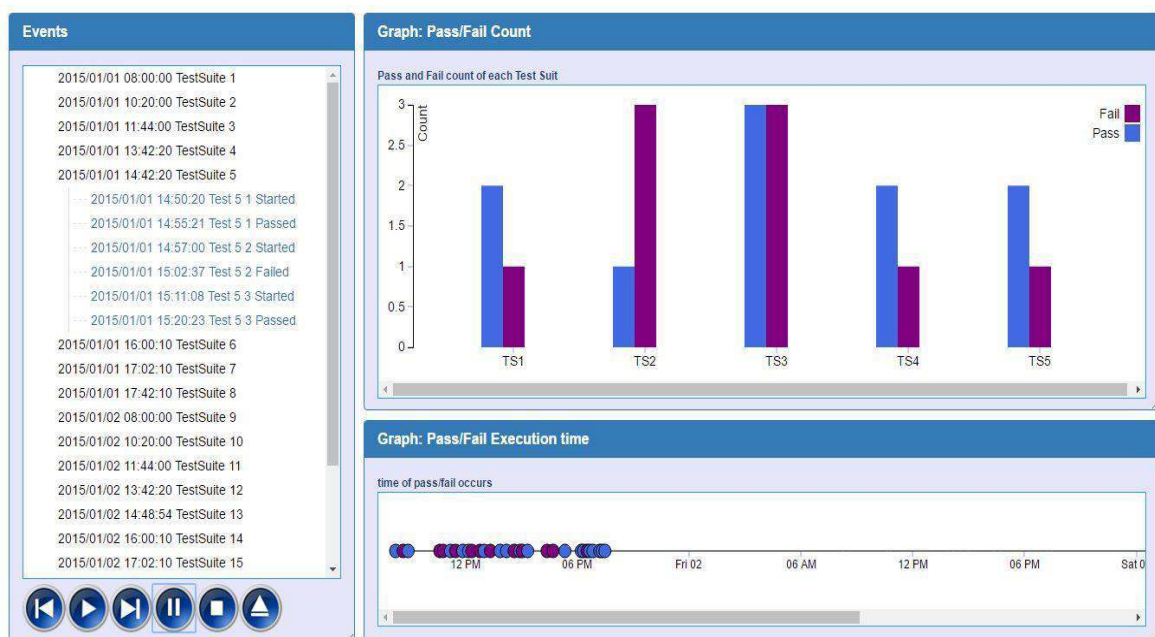 Events
2015/01/01 08:00:00 TestSuite 1
2015/01/01 10:20:00 TestSuite 2
2015/01/01 11:44:00 TestSuite 3
2015/01/01 13:42:20 TestSuite 4
2015/01/01 14:42:20 TestSuite 5
2015/01/01 14:50:20 Test 5 1 Started
2015/01/01 14:55:21 Test 5 1 Passed
2015/01/01 14:57:00 Test 5 2 Started
2015/01/01 15:02:37 Test 5 2 Failed
2015/01/01 15:11:08 Test 5 3 Started
2015/01/01 15:20:23 Test 5 3 Passed
2015/01/01 16:00:10 TestSuite 6
2015/01/01 17:02:10 TestSuite 7
2015/01/01 17:42:10 TestSuite 8
2015/01/02 08:00:00 TestSuite 9
2015/01/02 10:20:00 TestSuite 10
2015/01/02 11:44:00 TestSuite 11
2015/01/02 13:42:20 TestSuite 12
2015/01/02 14:48:54 TestSuite 13
2015/01/02 16:00:10 TestSuite 14
2015/01/02 17:02:10 TestSuite 15
Graph: Pass/Fail Count
Pass and Fail count of each Test Suit
Count
3
2.5
2
1.5
1
0.5
0
Fail
Pass
TS1 TS2 TS3 TS4 TS5
Graph: Pass/Fail Execution time
time of pass/fail occurs
12 PM 06 PM Fri 02 06 AM 12 PM 06 PM Sat 0